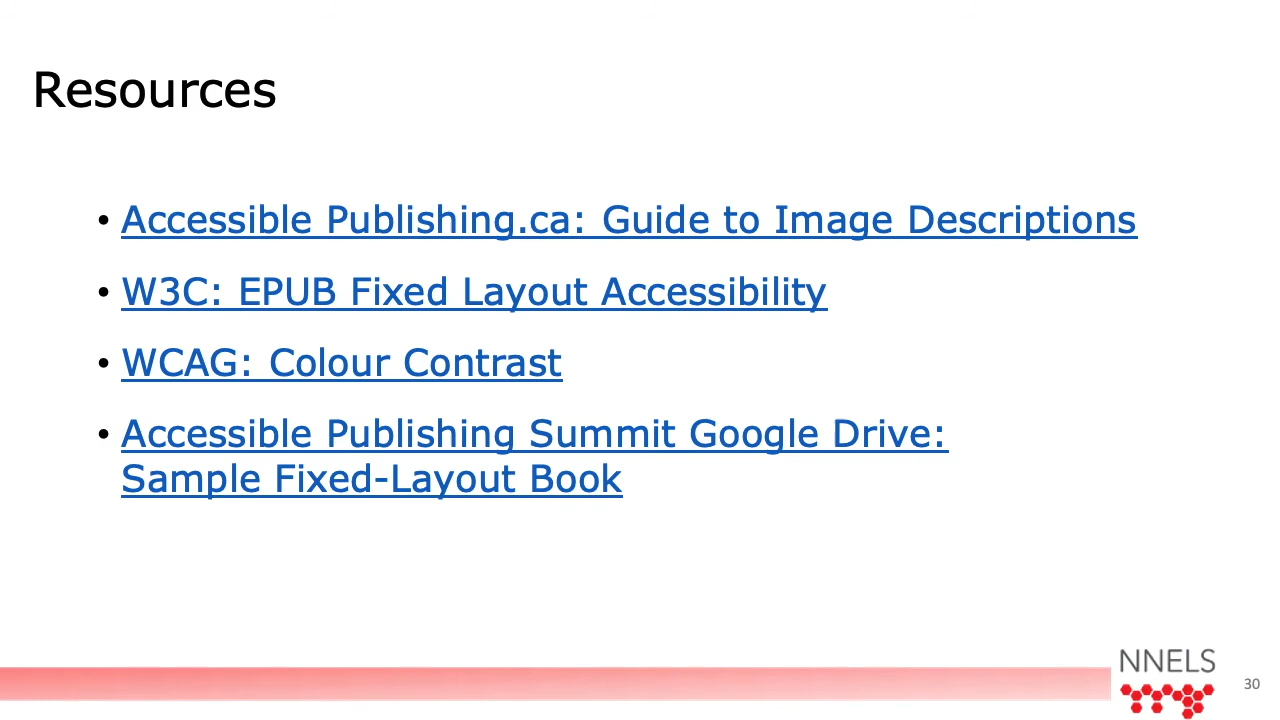 Resources
• Accessible Publishing.ca: Guide to Image Descriptions
• W3C: EPUB Fixed Layout Accessibility
• WCAG: Colour Contrast
• Accessible Publishing Summit Google Drive:
Sample Fixed-Layout Book
NNELS
30